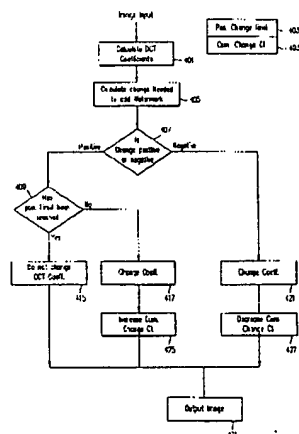 Image Input
Calculate DCT
Coefficients
401
Pos. Change limit
403
Cum. Change Ct
Calculate change Needed
to add Watermark
405
407
Is
Change positive
or negative
Positive
Negative
409
Has
pos. limit been
reached
No
Yes
Do not change
DCT Coeff.
415
Change Coeff.
417
Change Coeff.
421
Increase Cum.
Change Ct
Decrease Cum.
Change Ct
427
Output Image